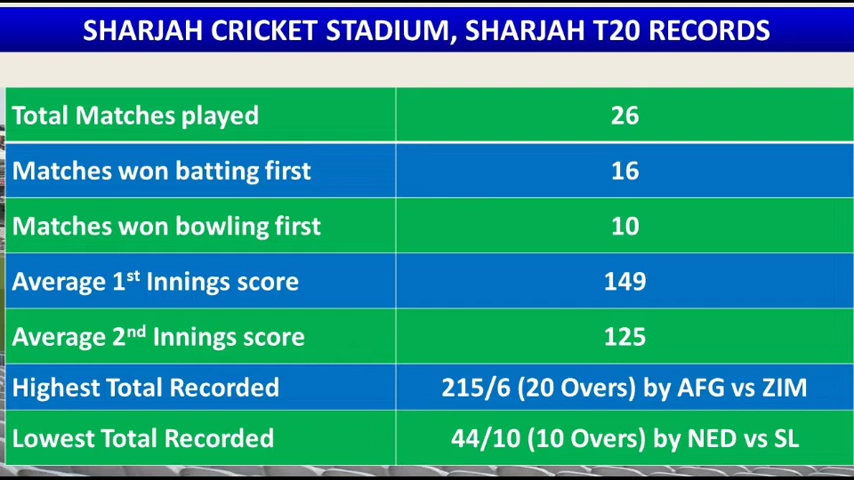 SHARJAH CRICKET STADIUM, SHARJAH T20 RECORDS
Total Matches played 26
Matches won batting first 16
Matches won bowling first 10
Average 1st Innings score 149
Average 2nd Innings score 125
Highest Total Recorded 215/6 (20 Overs) by AFG vs ZIM
Lowest Total Recorded 44/10 (10 Overs) by NED vs SL